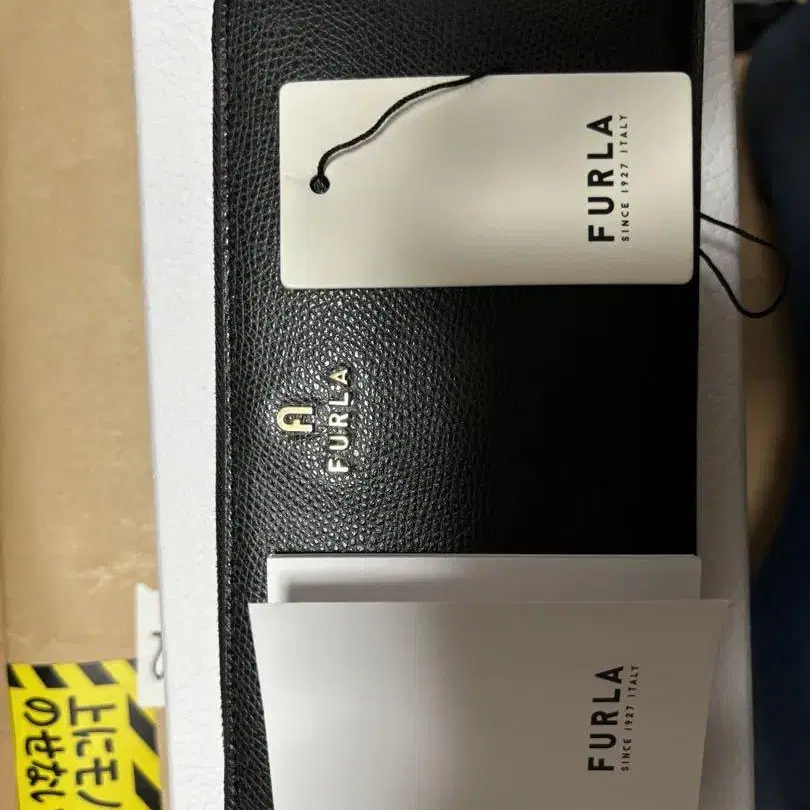 FURLA
SINCE 1927 ITALY
FURLA
FURLA
SINCE 1927 ITALY
上にモノ
のせない